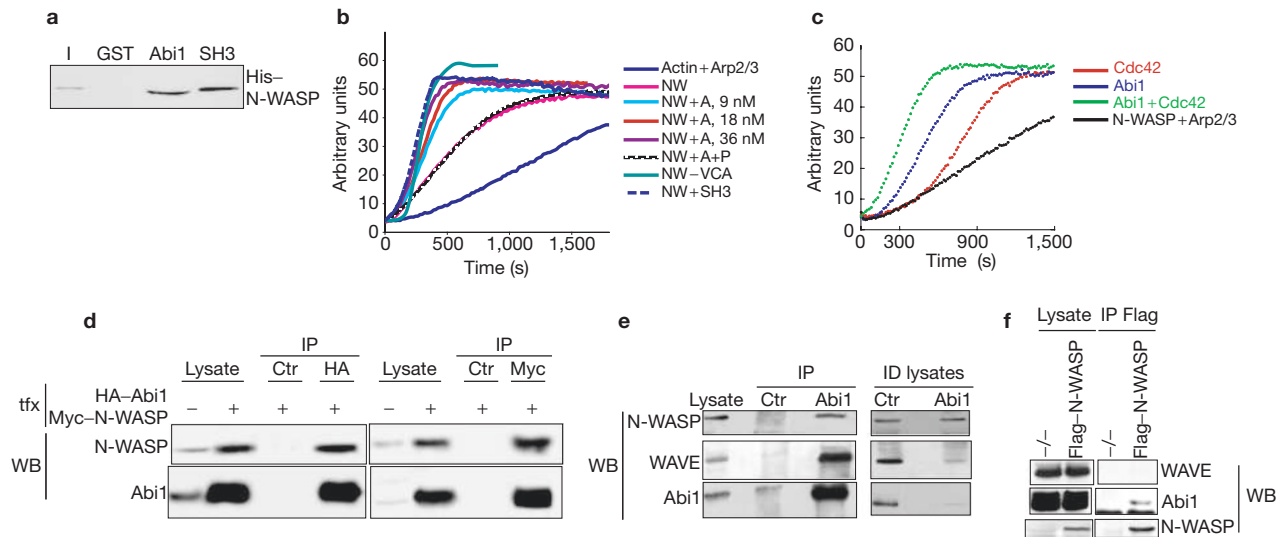 a
I GST Abi1 SH3
His–
N-WASP
b
Arbitrary units
60
50
40
30
20
10
0
0 500 1,000 1,500
Time (s)
Actin+Arp2/3
NW
NW+A, 9 nM
NW+A, 18 nM
NW+A, 36 nM
NW+A+P
NW–VCA
NW+SH3
c
Arbitrary units
60
50
40
30
20
10
0
0 300 900 1,500
Time (s)
Cdc42
Abi1
Abi1+Cdc42
N-WASP+Arp2/3
d
IP IP
Lysate Ctr HA Lysate Ctr Myc
tfx
HA–Abi1
Myc–N-WASP
– + + + – + + +
WB
N-WASP
Abi1
e
IP ID lysates
Lysate Ctr Abi1 Ctr Abi1
WB
N-WASP
WAVE
Abi1
f
Lysate IP Flag
–/–
Flag–N-WASP
–/–
Flag–N-WASP
WAVE
Abi1
N-WASP
WB